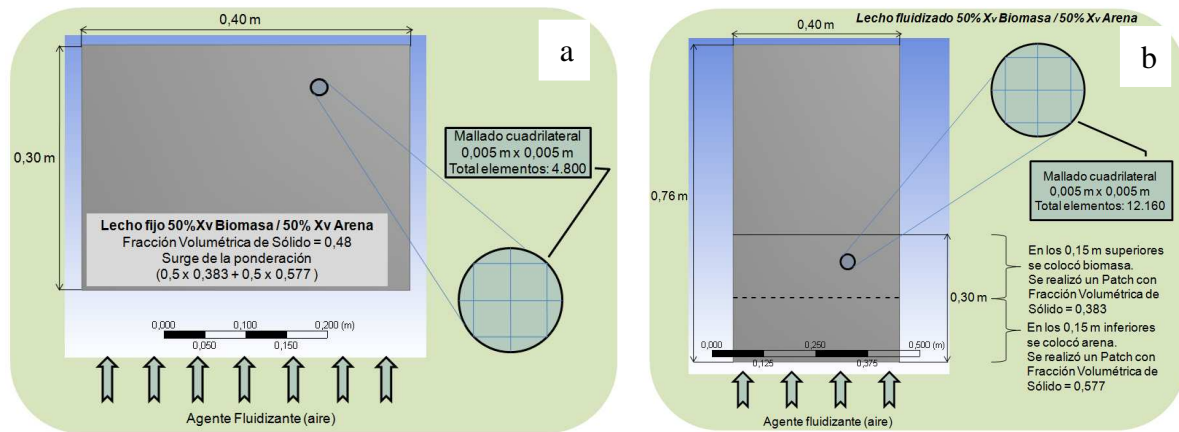 0,40 m
a
0,30 m
Mallado cuadrilateral
0,005 m x 0,005 m
Total elementos: 4.800
Lecho fijo 50%Xv Biomasa / 50% Xv Arena
Fracción Volumétrica de Sólido = 0,48
Surge de la ponderación
(0,5 x 0,383 + 0,5 x 0,577 )
0,000 0,100 0,200 (m)
0,050 0,150
Agente Fluidizante (aire)
Lecho fluidizado 50% Xv Biomasa / 50% Xv Arena
0,40 m
b
0,76 m
Mallado cuadrilateral
0,005 m x 0,005 m
Total elementos: 12.160
En los 0,15 m superiores
se colocó biomasa.
Se realizó un Patch con
Fracción Volumétrica de
Sólido = 0,383
0,30 m
En los 0,15 m inferiores
se colocó arena.
Se realizó un Patch con
Fracción Volumétrica de
Sólido = 0,577
0,000 0,250 0,500 (m)
0,125 0,375
Agente fluidizante (aire)